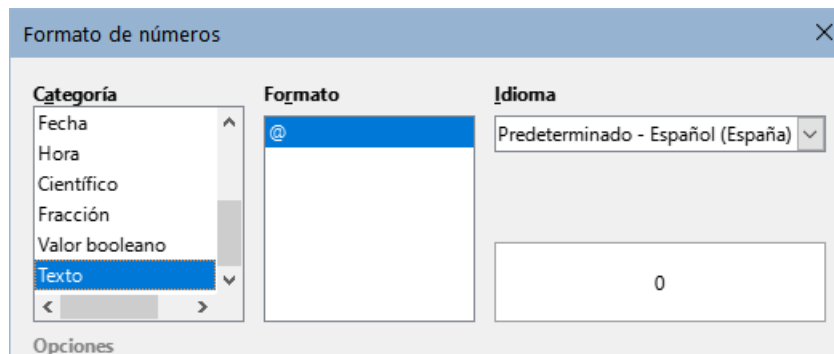 Formato de números
Categoría
Fecha
Hora
Científico
Fracción
Valor booleano
Texto
Formato
@
Idioma
Predeterminado - Español (España)
0
Opciones